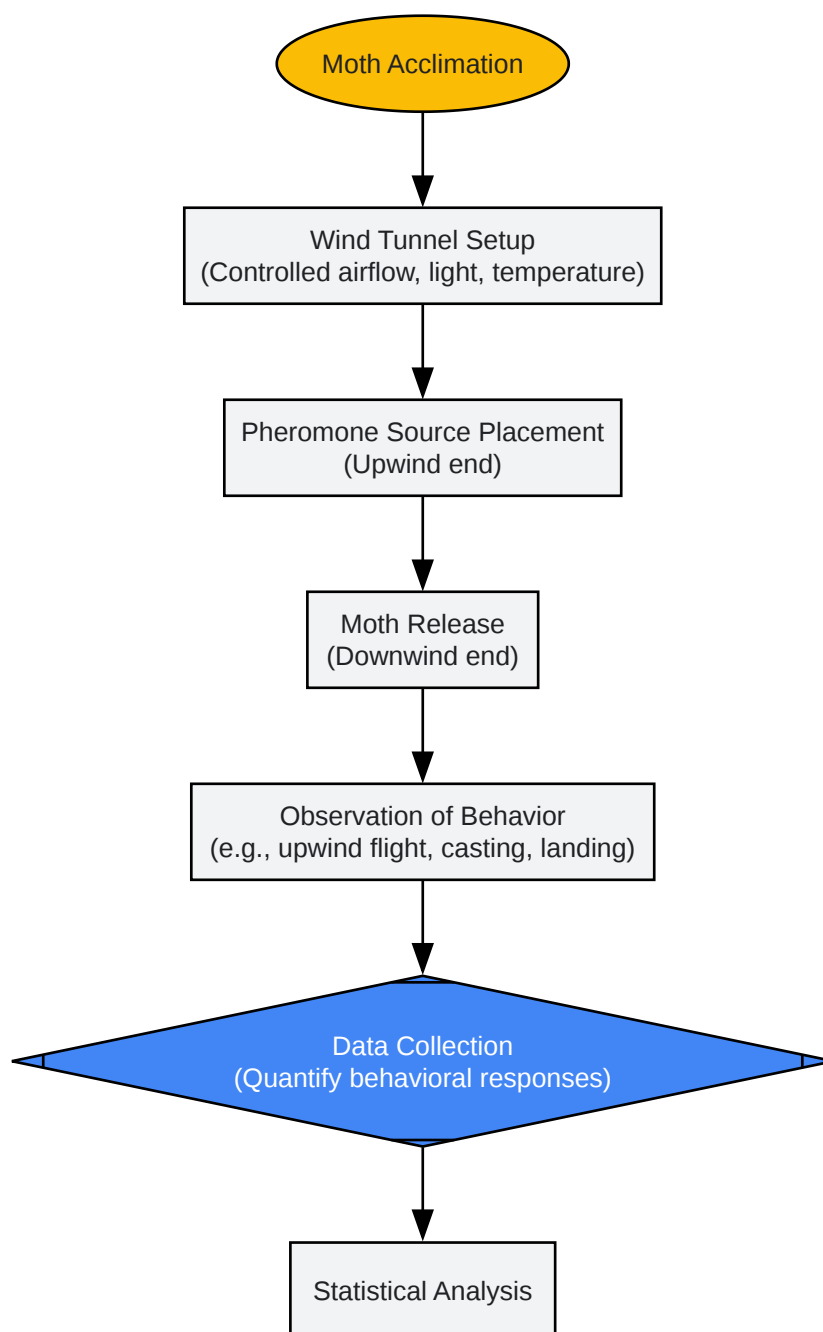 Moth Acclimation
Wind Tunnel Setup
(Controlled airflow, light, temperature)
Pheromone Source Placement
(Upwind end)
Moth Release
(Downwind end)
Observation of Behavior
(e.g., upwind flight, casting, landing)
Data Collection
(Quantify behavioral responses)
Statistical Analysis